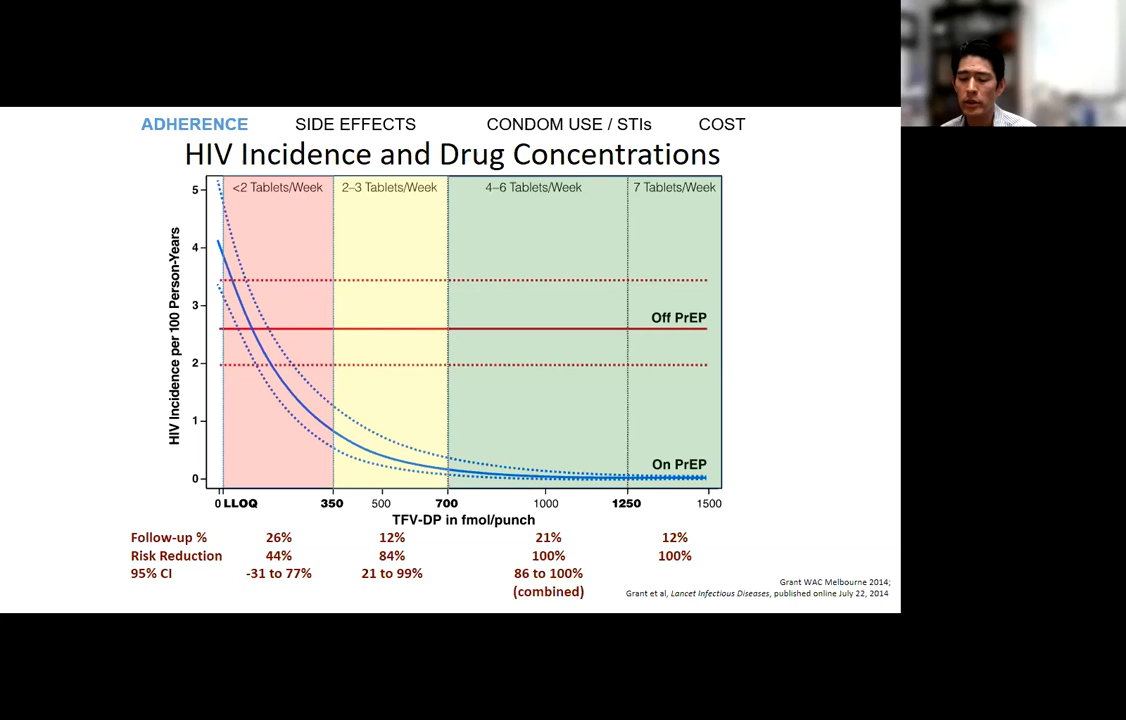 ADHERENCE SIDE EFFECTS CONDOM USE / STIs COST
HIV Incidence and Drug Concentrations
<2 Tablets/Week 2–3 Tablets/Week 4–6 Tablets/Week 7 Tablets/Week
HIV Incidence per 100 Person-Years
5
4
3
2
1
0
Off PrEP
On PrEP
0 LLOQ 350 500 700 1000 1250 1500
TFV-DP in fmol/punch
Follow-up % 26% 12% 21% 12%
Risk Reduction 44% 84% 100% 100%
95% CI -31 to 77% 21 to 99% 86 to 100%
(combined)
Grant WAC Melbourne 2014;
Grant et al, Lancet Infectious Diseases, published online July 22, 2014